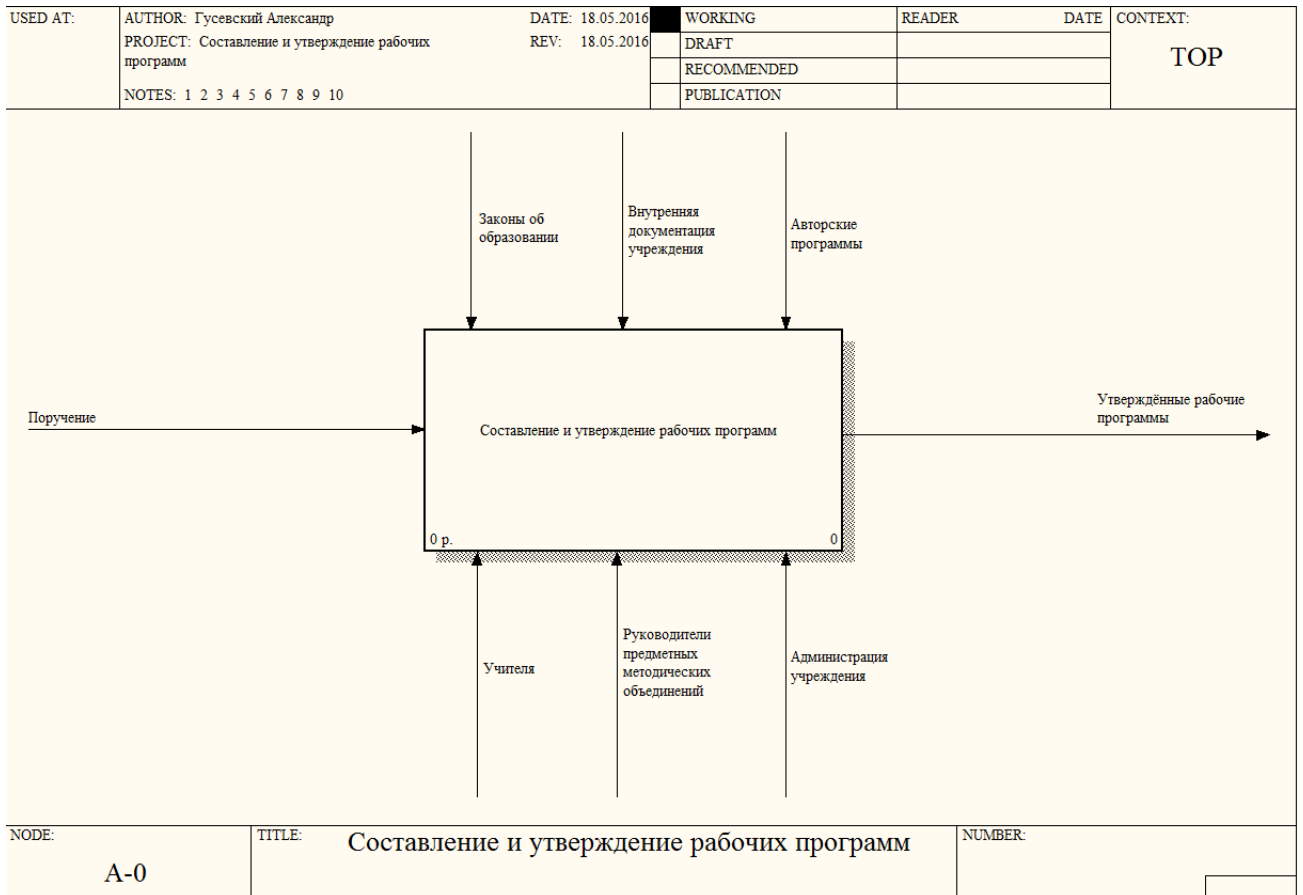 USED AT:
AUTHOR: Гусевский Александр
DATE: 18.05.2016
PROJECT: Составление и утверждение рабочих
программ
REV: 18.05.2016
NOTES: 1 2 3 4 5 6 7 8 9 10
WORKING
DRAFT
RECOMMENDED
PUBLICATION
READER DATE
CONTEXT:
TOP
Законы об
образовании
Внутренняя
документация
учреждения
Авторские
программы
Поручение
Составление и утверждение рабочих программ
0 р. 0
Утверждённые рабочие
программы
Учителя
Руководители
предметных
методических
объединений
Администрация
учреждения
NODE:
A-0
TITLE:
Составление и утверждение рабочих программ
NUMBER: